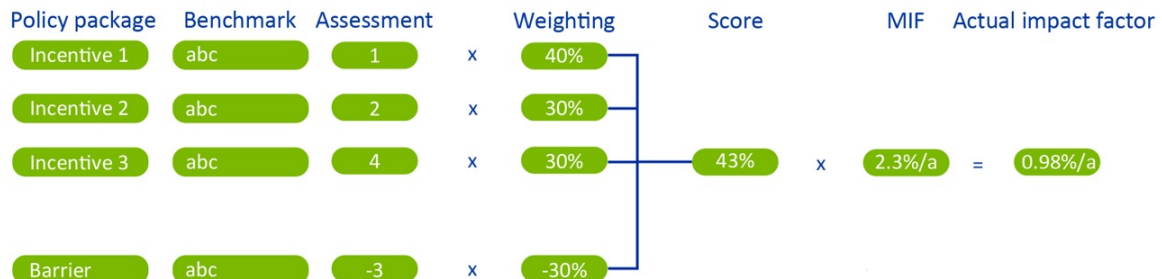 Policy package Benchmark Assessment Weighting Score MIF Actual impact factor
Incentive 1 abc 1 x 40%
Incentive 2 abc 2 x 30%
Incentive 3 abc 4 x 30% 43% x 2.3%/a = 0.98%/a
Barrier abc -3 x -30%